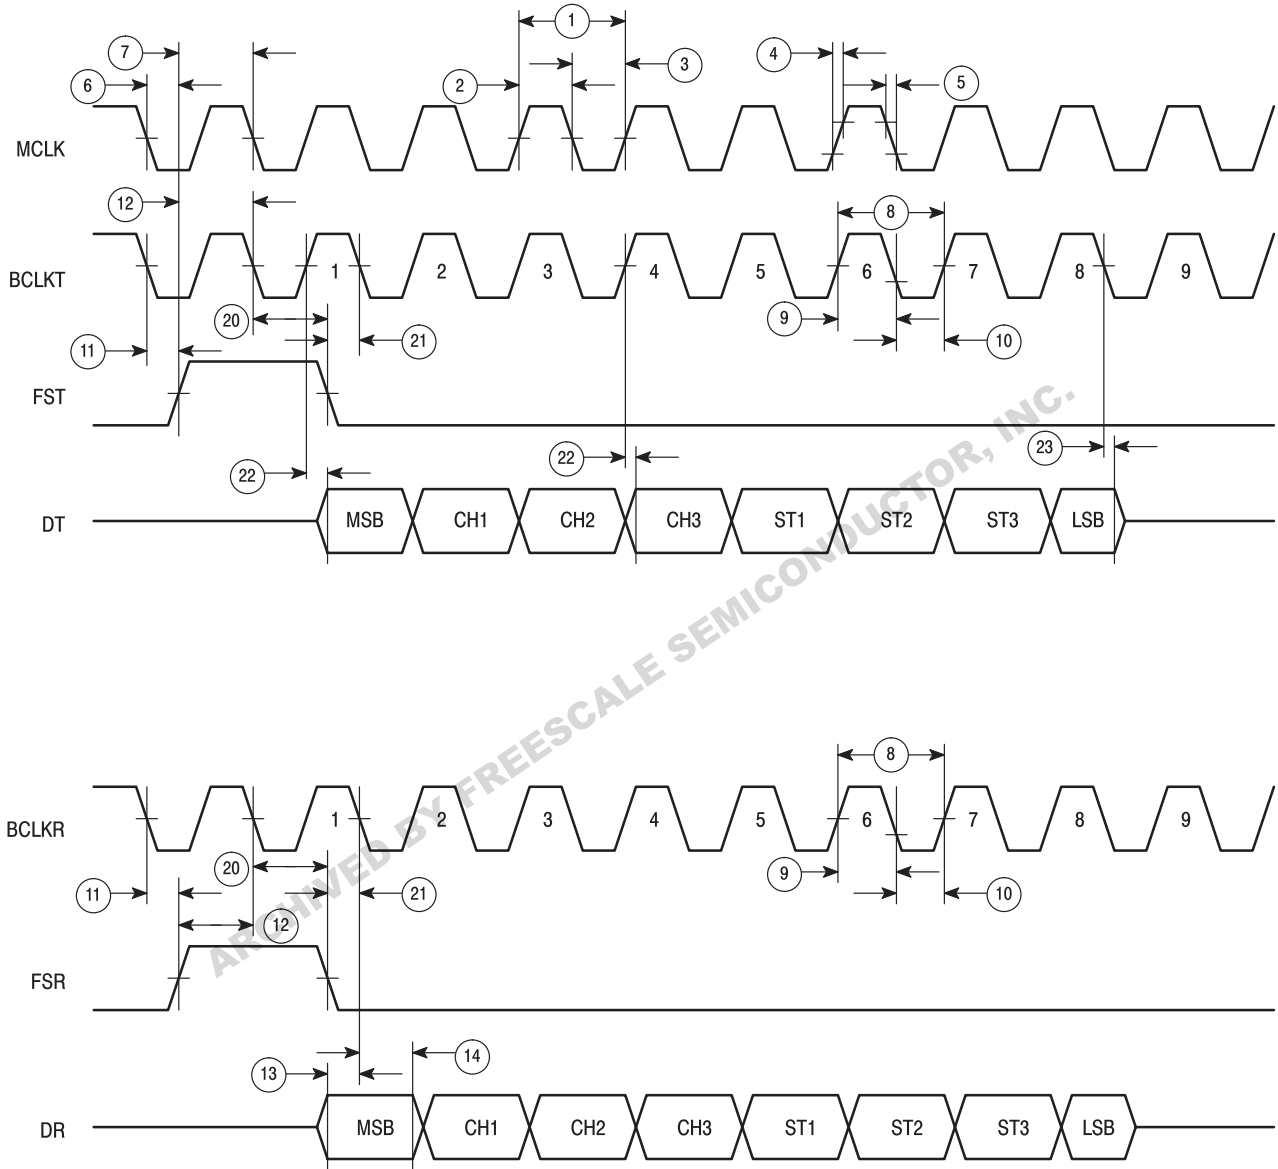 1
7
4
3
6
2
5
MCLK
12
8
BCLKT
1 2 3 4 5 6 7 8 9
20
9
21
10
11
FST
22
22
23
DT
MSB CH1 CH2 CH3 ST1 ST2 ST3 LSB
ARCHIVED BY FREESCALE SEMICONDUCTOR, INC.
8
BCLKR
1 2 3 4 5 6 7 8 9
20
9
11
21
10
12
FSR
14
13
DR
MSB CH1 CH2 CH3 ST1 ST2 ST3 LSB